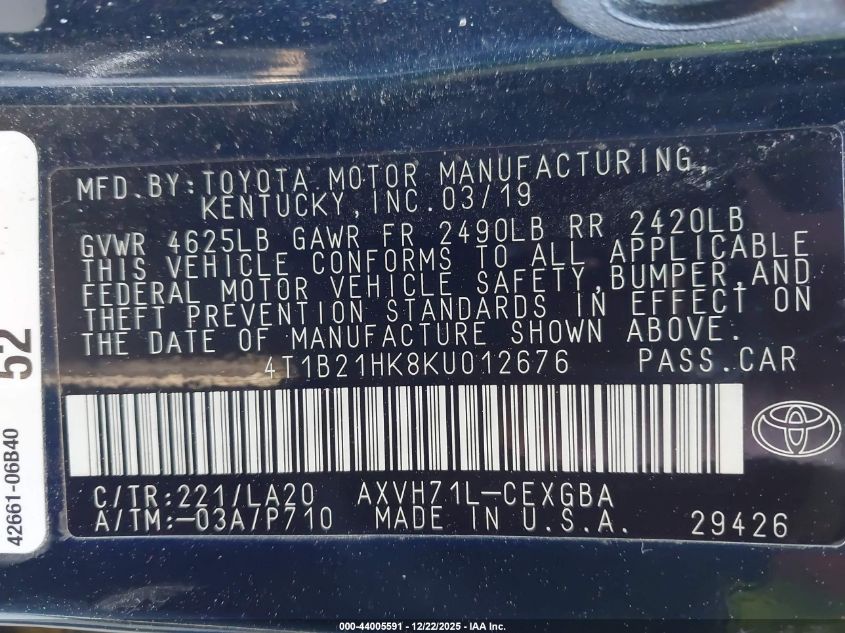 MFD. BY: TOYOTA MOTOR MANUFACTURING,
KENTUCKY, INC. 03/19
GVWR 4625LB GAWR FR 2490LB RR 2420LB
THIS VEHICLE CONFORMS TO ALL APPLICABLE
FEDERAL MOTOR VEHICLE SAFETY, BUMPER, AND
THEFT PREVENTION STANDARDS IN EFFECT ON
THE DATE OF MANUFACTURE SHOWN ABOVE.
4T1B21HK8KU012676 PASS.CAR
C/TR:221/LA20 AXVH71L-CEXGBA
A/TM:-03A/P710 MADE IN U.S.A. 29426
52
42661-06B40
000-44005591 - 12/22/2025 - IAA Inc.